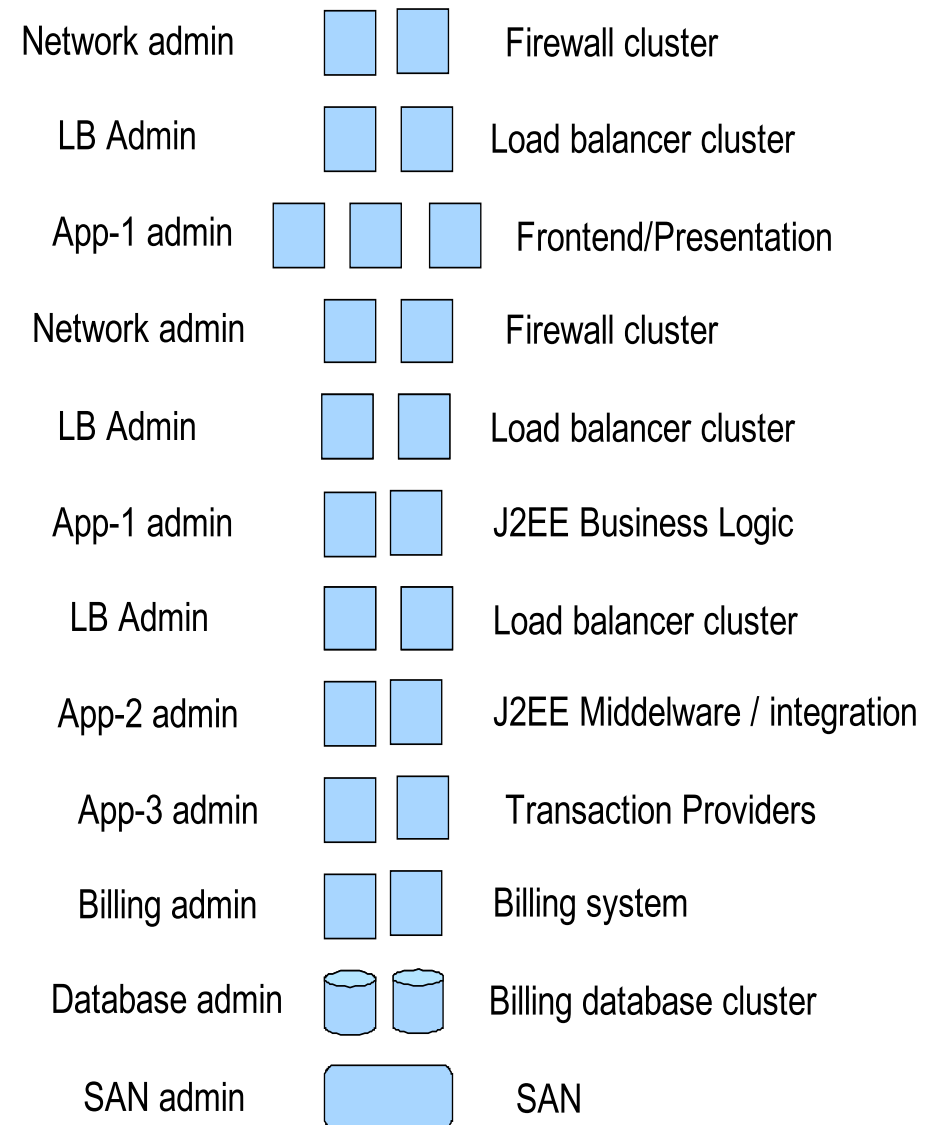 Network admin Firewall cluster
LB Admin Load balancer cluster
App-1 admin Frontend/Presentation
Network admin Firewall cluster
LB Admin Load balancer cluster
App-1 admin J2EE Business Logic
LB Admin Load balancer cluster
App-2 admin J2EE Middelware / integration
App-3 admin Transaction Providers
Billing admin Billing system
Database admin Billing database cluster
SAN admin SAN